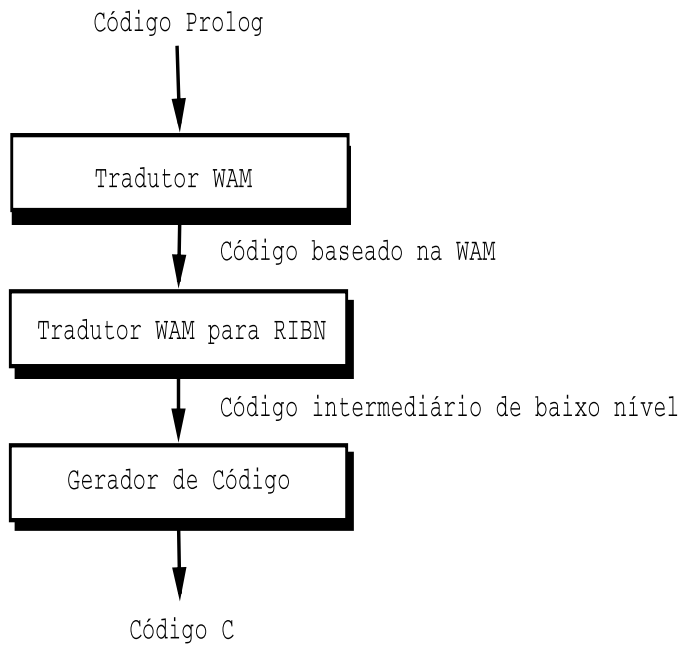 Código Prolog
Tradutor WAM
Código baseado na WAM
Tradutor WAM para RIBN
Código intermediário de baixo nível
Gerador de Código
Código C